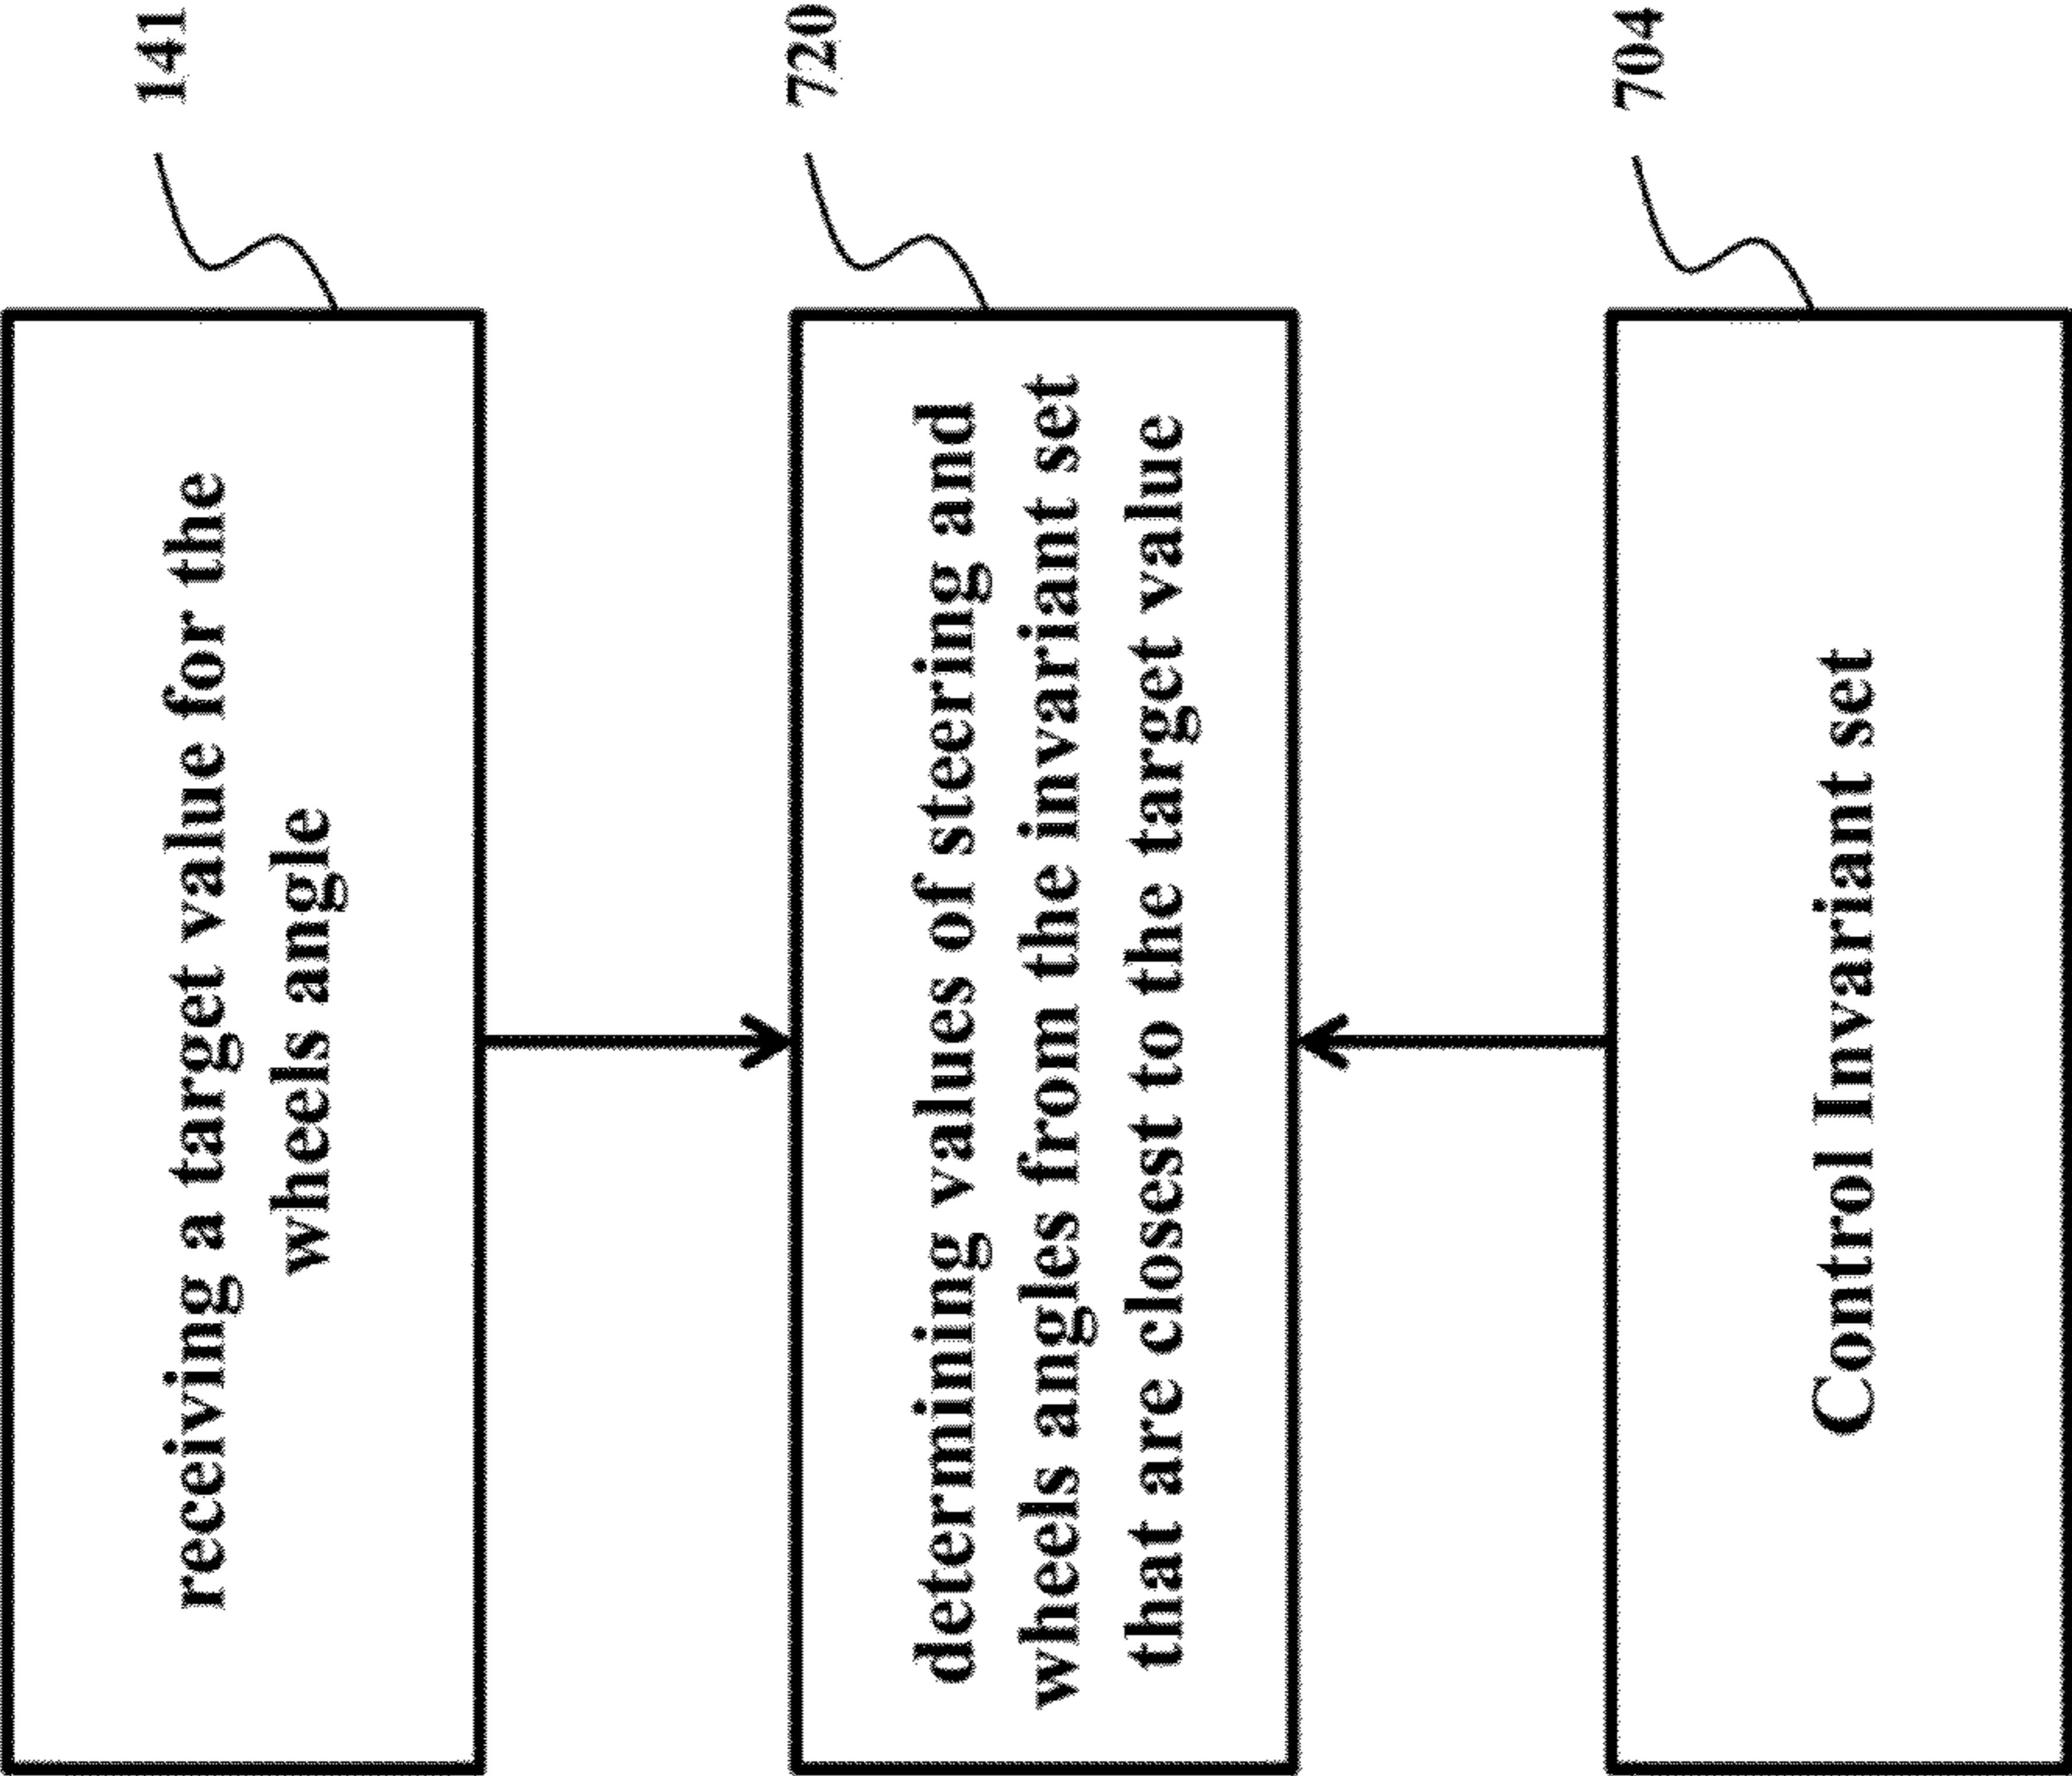 141
receiving a target value for the
wheels angle
720
determining values of steering and
wheels angles from the invariant set
that are closest to the target value
704
Control Invariant set